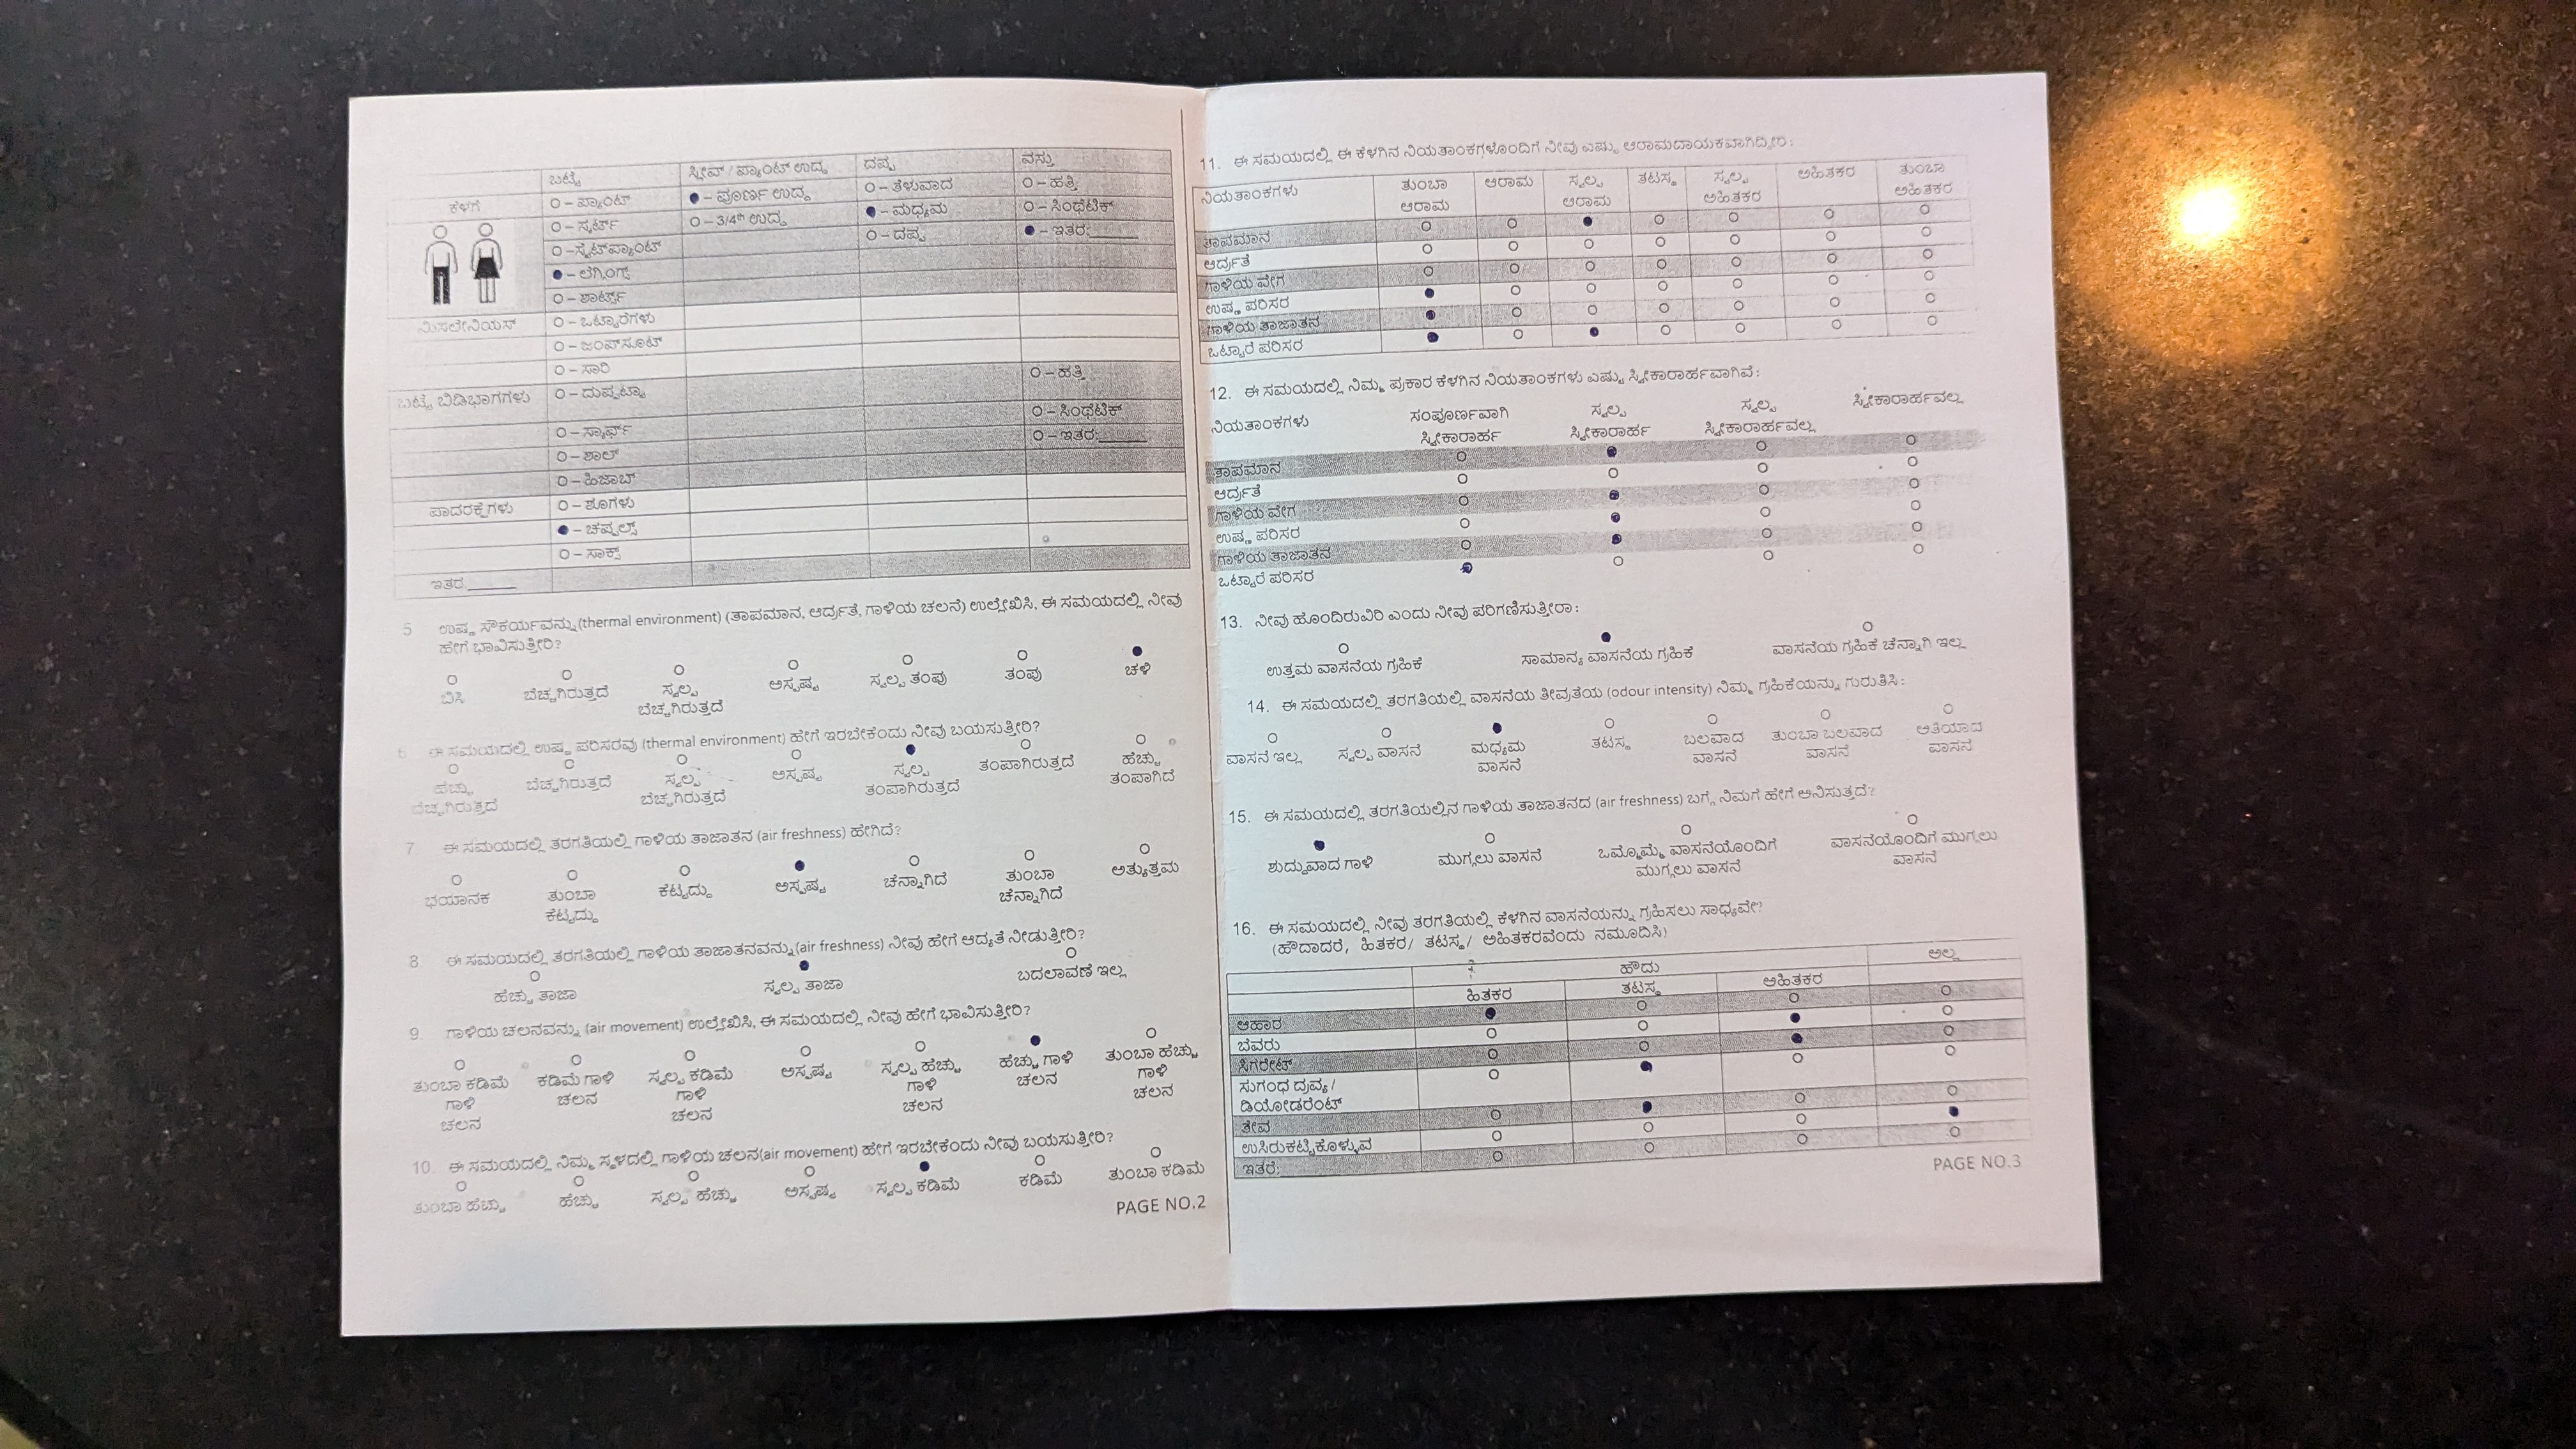 ಬಟ್ಟೆ ಸ್ಲೀವ್ / ಪ್ಯಾಂಟ್ ಉದ್ದ ದಪ್ಪ ವಸ್ತು
ಕೆಳಗೆ O – ಪ್ಯಾಂಟ್ ● – ಪೂರ್ಣ ಉದ್ದ O – ತೆಳುವಾದ O – ಹತ್ತಿ
O – ಸ್ಕರ್ಟ್ O – 3/4th ಉದ್ದ ● – ಮಧ್ಯಮ O – ಸಿಂಥೆಟಿಕ್
O –ಸ್ವೆಟ್‌ಪ್ಯಾಂಟ್ O – ದಪ್ಪ ● – ಇತರ:______
● – ಲೆಗ್ಗಿಂಗ್ಸ್
O – ಶಾರ್ಟ್ಸ್
ಮಿಸಲೇನಿಯಸ್ O – ಒಟ್ಟಾರೆಗಳು
O – ಜಂಪ್‌ಸೂಟ್
O – ಸಾರಿ
ಬಟ್ಟೆ ಬಿಡಿಭಾಗಗಳು O – ದುಪ್ಪಟ್ಟಾ O – ಹತ್ತಿ
O – ಸ್ಕಾರ್ಫ್ O – ಸಿಂಥೆಟಿಕ್
O – ಶಾಲ್ O – ಇತರ:______
O – ಹಿಜಾಬ್
ಪಾದರಕ್ಷೆಗಳು O – ಶೂಗಳು
● – ಚಪ್ಪಲ್ಸ್
O – ಸಾಕ್ಸ್
ಇತರ______
5 ಉಷ್ಣ ಸೌಕರ್ಯವನ್ನು (thermal environment) (ತಾಪಮಾನ, ಆರ್ದ್ರತೆ, ಗಾಳಿಯ ಚಲನೆ) ಉಲ್ಲೇಖಿಸಿ, ಈ ಸಮಯದಲ್ಲಿ ನೀವು
ಹೇಗೆ ಭಾವಿಸುತ್ತೀರಿ?
O O O O O O ●
ಬಿಸಿ ಬೆಚ್ಚಗಿರುತ್ತದೆ ಸ್ವಲ್ಪ ಅಸ್ಪಷ್ಟ ಸ್ವಲ್ಪ ತಂಪು ತಂಪು ಚಳಿ
ಬೆಚ್ಚಗಿರುತ್ತದೆ
6 ಈ ಸಮಯದಲ್ಲಿ ಉಷ್ಣ ಪರಿಸರವು (thermal environment) ಹೇಗೆ ಇರಬೇಕೆಂದು ನೀವು ಬಯಸುತ್ತೀರಿ?
O O O O ● O O
ಹೆಚ್ಚು ಬೆಚ್ಚಗಿರುತ್ತದೆ ಸ್ವಲ್ಪ ಅಸ್ಪಷ್ಟ ಸ್ವಲ್ಪ ತಂಪಾಗಿರುತ್ತದೆ ಹೆಚ್ಚು
ಬೆಚ್ಚಗಿರುತ್ತದೆ ಬೆಚ್ಚಗಿರುತ್ತದೆ ತಂಪಾಗಿರುತ್ತದೆ ತಂಪಾಗಿದೆ
7 ಈ ಸಮಯದಲ್ಲಿ ತರಗತಿಯಲ್ಲಿ ಗಾಳಿಯ ತಾಜಾತನ (air freshness) ಹೇಗಿದೆ?
O O O ● O O O
ಭಯಾನಕ ತುಂಬಾ ಕೆಟ್ಟದ್ದು ಅಸ್ಪಷ್ಟ ಚೆನ್ನಾಗಿದೆ ತುಂಬಾ ಅತ್ಯುತ್ತಮ
ಕೆಟ್ಟದ್ದು ಚೆನ್ನಾಗಿದೆ
8. ಈ ಸಮಯದಲ್ಲಿ ತರಗತಿಯಲ್ಲಿ ಗಾಳಿಯ ತಾಜಾತನವನ್ನು (air freshness) ನೀವು ಹೇಗೆ ಆದ್ಯತೆ ನೀಡುತ್ತೀರಿ?
O ● O
ಹೆಚ್ಚು ತಾಜಾ ಸ್ವಲ್ಪ ತಾಜಾ ಬದಲಾವಣೆ ಇಲ್ಲ
9. ಗಾಳಿಯ ಚಲನವನ್ನು (air movement) ಉಲ್ಲೇಖಿಸಿ, ಈ ಸಮಯದಲ್ಲಿ ನೀವು ಹೇಗೆ ಭಾವಿಸುತ್ತೀರಿ?
O O O O O ● O
ತುಂಬಾ ಕಡಿಮೆ ಕಡಿಮೆ ಗಾಳಿ ಸ್ವಲ್ಪ ಕಡಿಮೆ ಅಸ್ಪಷ್ಟ ಸ್ವಲ್ಪ ಹೆಚ್ಚು ಹೆಚ್ಚು ಗಾಳಿ ತುಂಬಾ ಹೆಚ್ಚು
ಗಾಳಿ ಚಲನ ಗಾಳಿ ಗಾಳಿ ಚಲನ ಗಾಳಿ
ಚಲನ ಚಲನ ಚಲನ ಚಲನ
10. ಈ ಸಮಯದಲ್ಲಿ ನಿಮ್ಮ ಸ್ಥಳದಲ್ಲಿ ಗಾಳಿಯ ಚಲನ(air movement) ಹೇಗೆ ಇರಬೇಕೆಂದು ನೀವು ಬಯಸುತ್ತೀರಿ?
O O O O ● O O
ತುಂಬಾ ಹೆಚ್ಚು ಹೆಚ್ಚು ಸ್ವಲ್ಪ ಹೆಚ್ಚು ಅಸ್ಪಷ್ಟ ಸ್ವಲ್ಪ ಕಡಿಮೆ ಕಡಿಮೆ ತುಂಬಾ ಕಡಿಮೆ
PAGE NO.2
11. ಈ ಸಮಯದಲ್ಲಿ ಈ ಕೆಳಗಿನ ನಿಯತಾಂಕಗಳೊಂದಿಗೆ ನೀವು ಎಷ್ಟು ಆರಾಮದಾಯಕವಾಗಿದ್ದೀರಿ:
ನಿಯತಾಂಕಗಳು ತುಂಬಾ ಆರಾಮ ಸ್ವಲ್ಪ ತಟಸ್ಥ ಸ್ವಲ್ಪ ಅಹಿತಕರ ತುಂಬಾ
ಆರಾಮ ಆರಾಮ ಅಹಿತಕರ ಅಹಿತಕರ
ತಾಪಮಾನ O O ● O O O O
ಆರ್ದ್ರತೆ O O O O O O O
ಗಾಳಿಯ ವೇಗ O O O O O O O
ಉಷ್ಣ ಪರಿಸರ ● O O O O O O
ಗಾಳಿಯ ತಾಜಾತನ ● O O O O O O
ಒಟ್ಟಾರೆ ಪರಿಸರ ● O ● O O O O
12. ಈ ಸಮಯದಲ್ಲಿ ನಿಮ್ಮ ಪ್ರಕಾರ ಕೆಳಗಿನ ನಿಯತಾಂಕಗಳು ಎಷ್ಟು ಸ್ವೀಕಾರಾರ್ಹವಾಗಿವೆ:
ನಿಯತಾಂಕಗಳು ಸಂಪೂರ್ಣವಾಗಿ ಸ್ವಲ್ಪ ಸ್ವಲ್ಪ ಸ್ವೀಕಾರಾರ್ಹವಲ್ಲ
ಸ್ವೀಕಾರಾರ್ಹ ಸ್ವೀಕಾರಾರ್ಹ ಸ್ವೀಕಾರಾರ್ಹವಲ್ಲ
ತಾಪಮಾನ O ● O O
ಆರ್ದ್ರತೆ O O O O
ಗಾಳಿಯ ವೇಗ O ● O O
ಉಷ್ಣ ಪರಿಸರ O ● O O
ಗಾಳಿಯ ತಾಜಾತನ O ● O O
ಒಟ್ಟಾರೆ ಪರಿಸರ ● O O O
13. ನೀವು ಹೊಂದಿರುವಿರಿ ಎಂದು ನೀವು ಪರಿಗಣಿಸುತ್ತೀರಾ:
O ● O
ಉತ್ತಮ ವಾಸನೆಯ ಗ್ರಹಿಕೆ ಸಾಮಾನ್ಯ ವಾಸನೆಯ ಗ್ರಹಿಕೆ ವಾಸನೆಯ ಗ್ರಹಿಕೆ ಚೆನ್ನಾಗಿ ಇಲ್ಲ
14. ಈ ಸಮಯದಲ್ಲಿ ತರಗತಿಯಲ್ಲಿ ವಾಸನೆಯ ತೀವ್ರತೆಯ (odour intensity) ನಿಮ್ಮ ಗ್ರಹಿಕೆಯನ್ನು ಗುರುತಿಸಿ:
O O ● O O O O
ವಾಸನೆ ಇಲ್ಲ ಸ್ವಲ್ಪ ವಾಸನೆ ಮಧ್ಯಮ ತಟಸ್ಥ ಬಲವಾದ ತುಂಬಾ ಬಲವಾದ ಅತಿಯಾದ
ವಾಸನೆ ವಾಸನೆ ವಾಸನೆ ವಾಸನೆ
15. ಈ ಸಮಯದಲ್ಲಿ ತರಗತಿಯಲ್ಲಿನ ಗಾಳಿಯ ತಾಜಾತನದ (air freshness) ಬಗ್ಗೆ ನಿಮಗೆ ಹೇಗೆ ಅನಿಸುತ್ತದೆ?
● O O O
ಶುದ್ಧವಾದ ಗಾಳಿ ಮುಗ್ಗಲು ವಾಸನೆ ಒಮ್ಮೊಮ್ಮೆ ವಾಸನೆಯೊಂದಿಗೆ ವಾಸನೆಯೊಂದಿಗೆ ಮುಗ್ಗಲು
ಮುಗ್ಗಲು ವಾಸನೆ ವಾಸನೆ
16. ಈ ಸಮಯದಲ್ಲಿ ನೀವು ತರಗತಿಯಲ್ಲಿ ಕೆಳಗಿನ ವಾಸನೆಯನ್ನು ಗ್ರಹಿಸಲು ಸಾಧ್ಯವೇ?
(ಹೌದಾದರೆ, ಹಿತಕರ/ ತಟಸ್ಥ/ ಅಹಿತಕರವೆಂದು ನಮೂದಿಸಿ)
ಹೌದು ಅಲ್ಲ
ಹಿತಕರ ತಟಸ್ಥ ಅಹಿತಕರ
ಆಹಾರ ● O O O
ಬೆವರು O O ● O
ಸಿಗರೇಟ್ O O ● O
ಸುಗಂಧ ದ್ರವ್ಯ / O ● O O
ಡಿಯೋಡರೆಂಟ್
ತೇವ O ● O O
ಉಸಿರುಕಟ್ಟಿಕೊಳ್ಳುವ O O O ●
ಇತರೆ: O O O O
PAGE NO.3